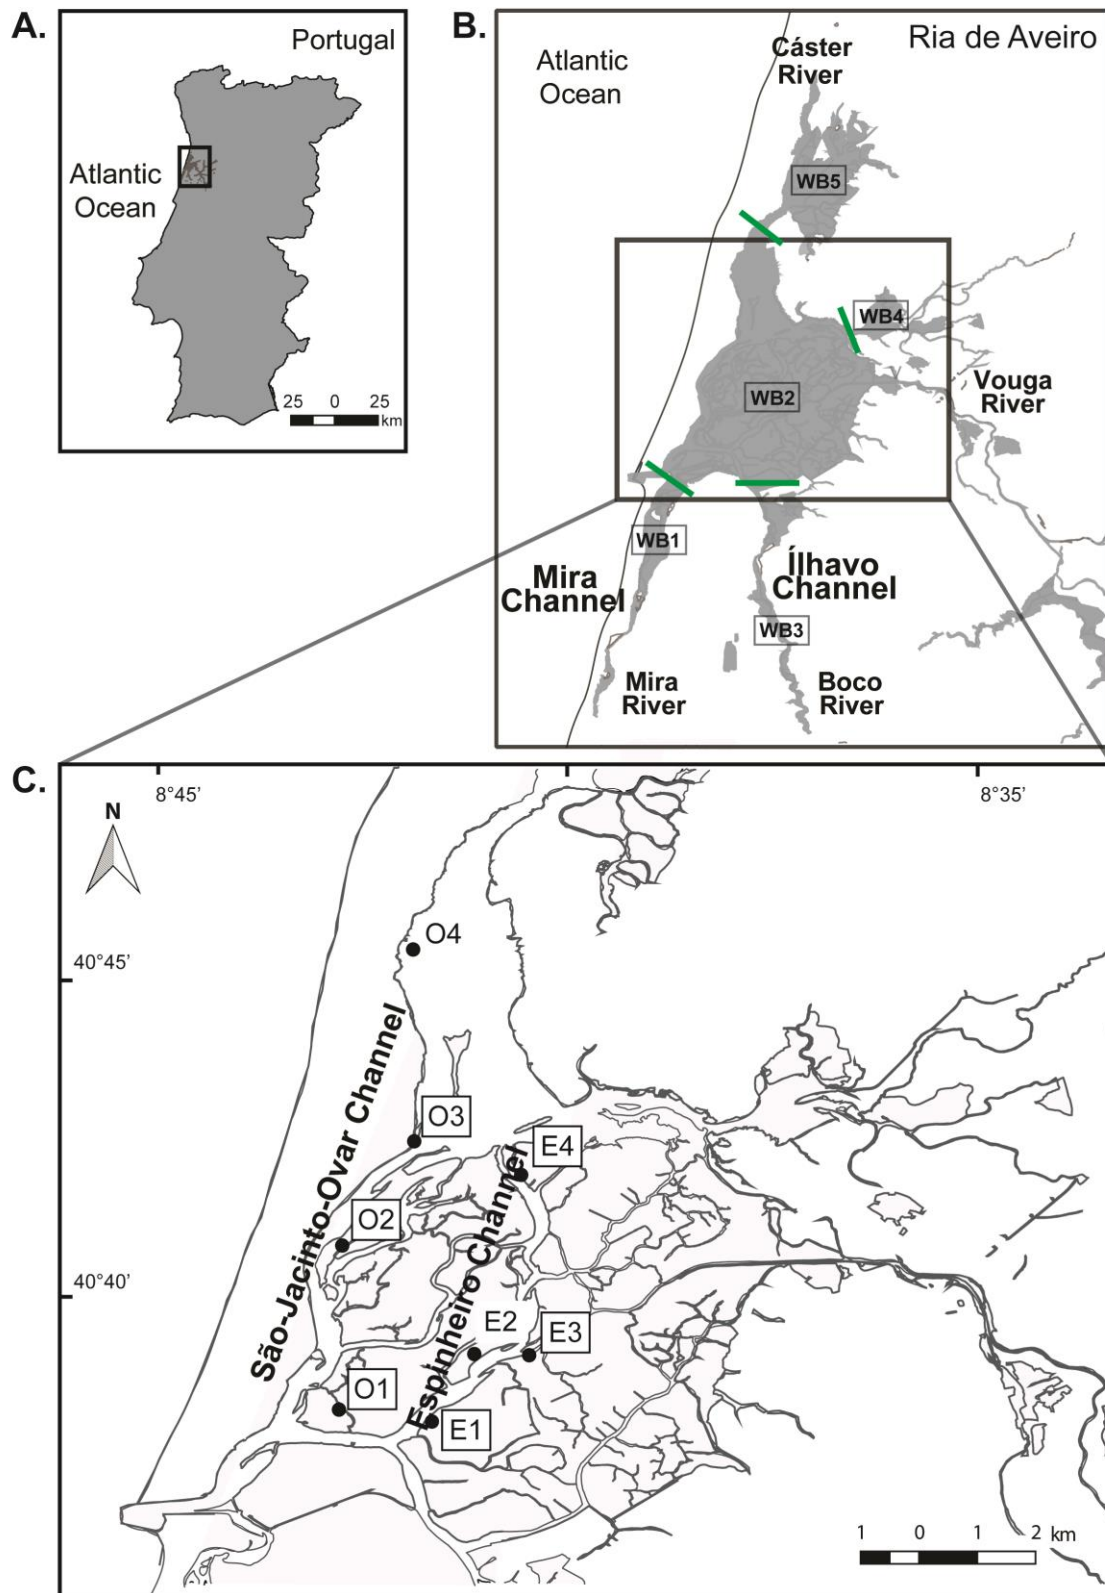 A.
Portugal
Atlantic
Ocean
25 0 25
km
B.
Ria de Aveiro
Atlantic
Ocean
Cáster
River
WB5
WB4
WB2
Vouga
River
WB1
Mira
Channel
Ílhavo
Channel
WB3
Mira
River
Boco
River
C.
8°45’
8°35’
N
O4
40°45’
São-Jacinto-Ovar Channel
O3
E4
O2
Espinheiro Channel
40°40’
E2
E3
O1
E1
1 0 1 2 km